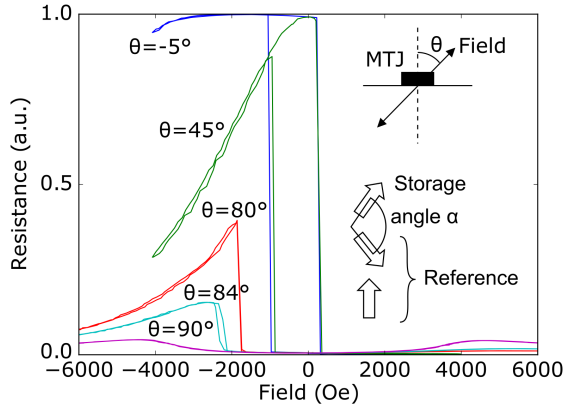 1.0
0.5
0.0
Resistance (a.u.)
θ=-5°
θ=45°
θ=80°
θ=84°
θ=90°
MTJ
θ
Field
Storage
angle α
Reference
−6000 −4000 −2000 0 2000 4000 6000
Field (Oe)